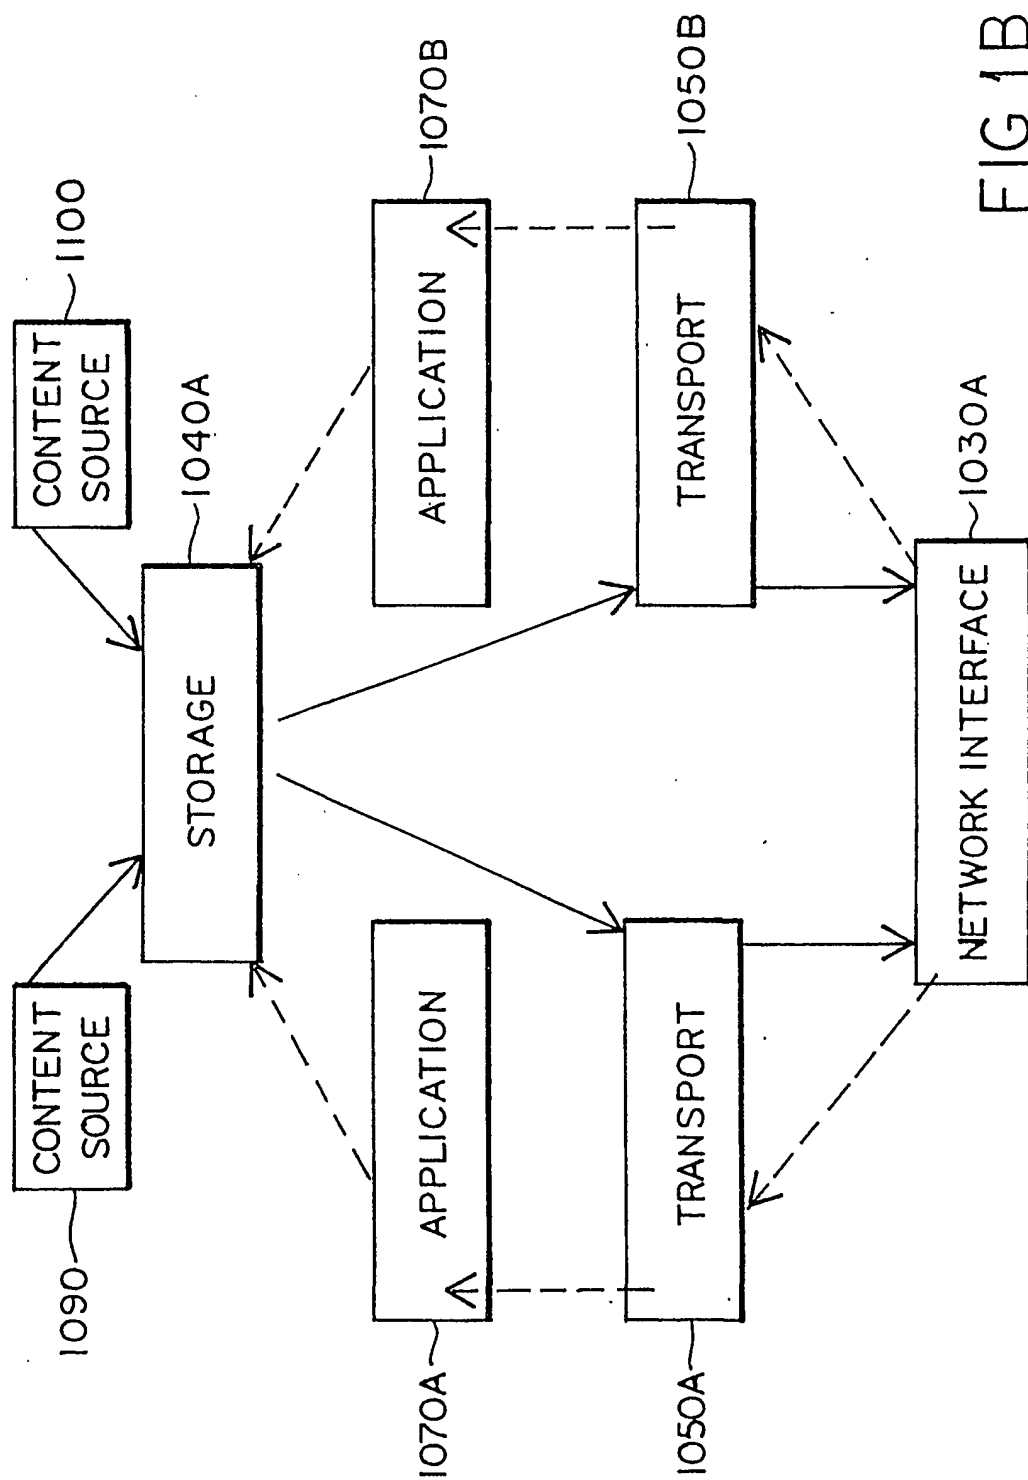 1090
CONTENT
SOURCE
CONTENT
SOURCE
1100
STORAGE
1040A
1070A
APPLICATION
APPLICATION
1070B
1050A
TRANSPORT
TRANSPORT
1050B
NETWORK INTERFACE
1030A
FIG 1B